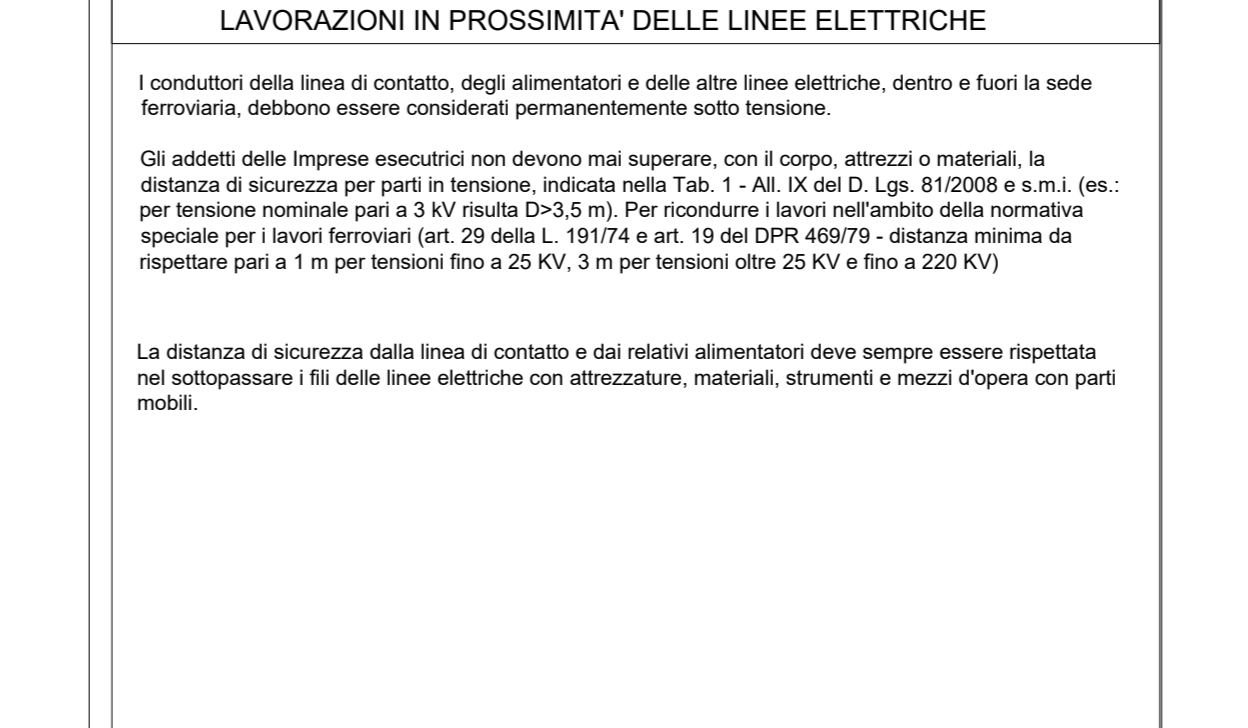 LAVORAZIONI IN PROSSIMITA' DELLE LINEE ELETTRICHE
I conduttori della linea di contatto, degli alimentatori e delle altre linee elettriche, dentro e fuori la sede
ferroviaria, debbono essere considerati permanentemente sotto tensione.
Gli addetti delle Imprese esecutrici non devono mai superare, con il corpo, attrezzi o materiali, la
distanza di sicurezza per parti in tensione, indicata nella Tab. 1 - All. IX del D. Lgs. 81/2008 e s.m.i. (es.:
per tensione nominale pari a 3 kV risulta D>3,5 m). Per ricondurre i lavori nell'ambito della normativa
speciale per i lavori ferroviari (art. 29 della L. 191/74 e art. 19 del DPR 469/79 - distanza minima da
rispettare pari a 1 m per tensioni fino a 25 KV, 3 m per tensioni oltre 25 KV e fino a 220 KV)
La distanza di sicurezza dalla linea di contatto e dai relativi alimentatori deve sempre essere rispettata
nel sottopassare i fili delle linee elettriche con attrezzature, materiali, strumenti e mezzi d'opera con parti
mobili.